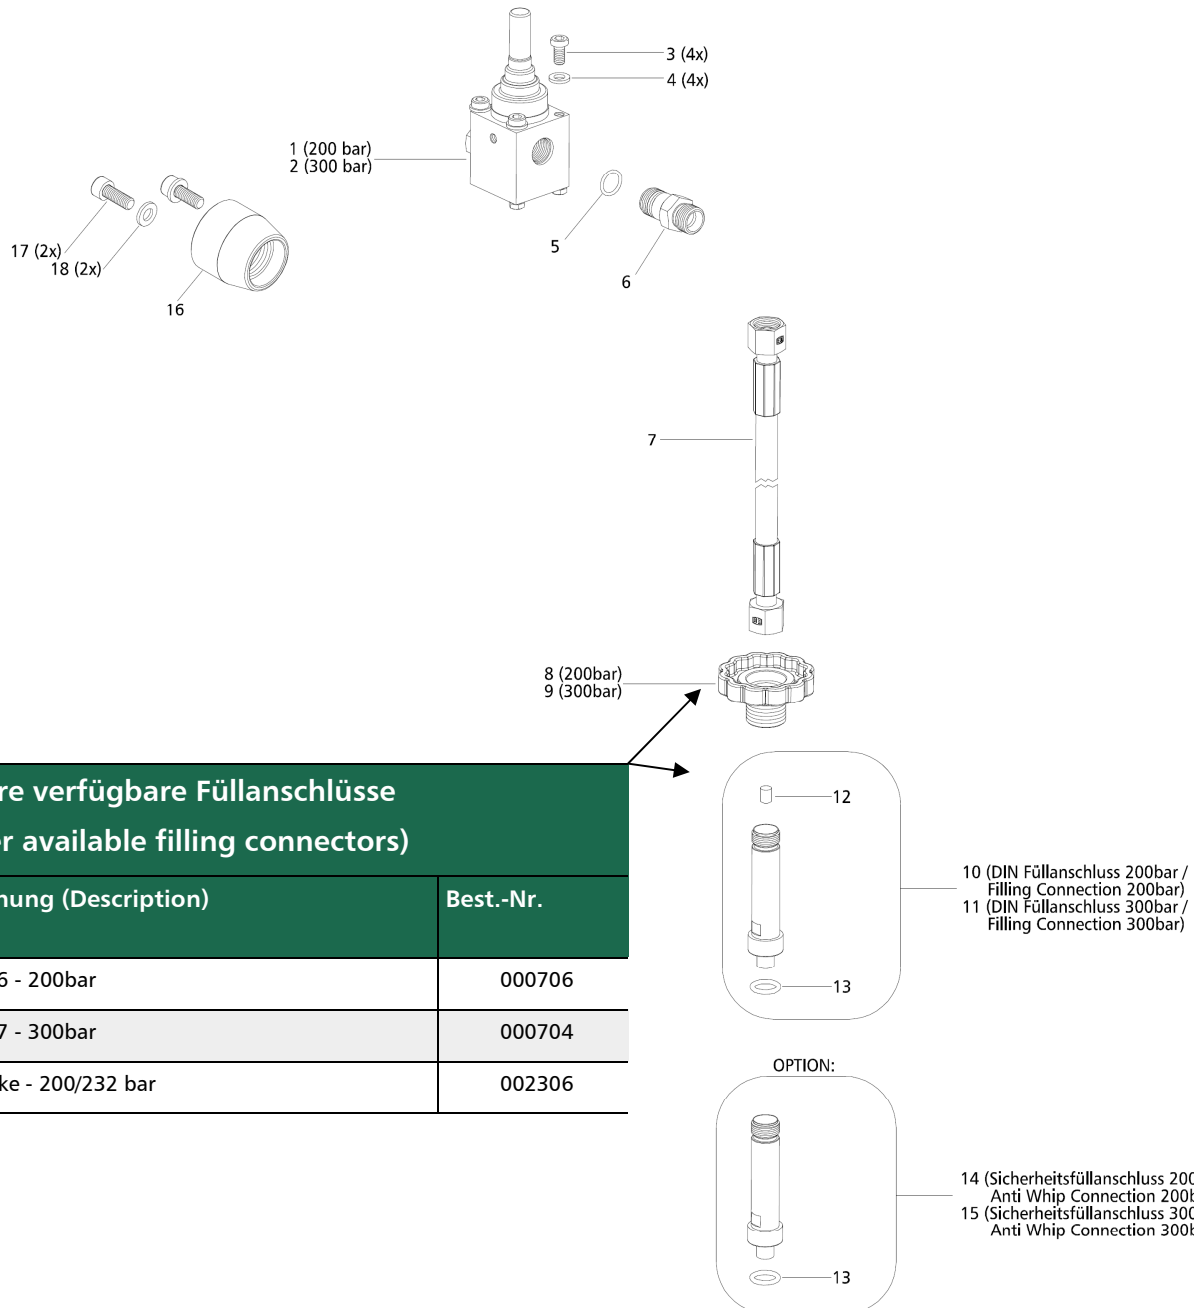 3 (4x)
4 (4x)
1 (200 bar)
2 (300 bar)
5
6
17 (2x)
18 (2x)
16
7
8 (200bar)
9 (300bar)
re verfügbare Füllanschlüsse
r available filling connectors)
nung (Description) Best.-Nr.
6 - 200bar 000706
7 - 300bar 000704
ke - 200/232 bar 002306
12
10 (DIN Füllanschluss 200bar /
Filling Connection 200bar)
11 (DIN Füllanschluss 300bar /
Filling Connection 300bar)
13
OPTION:
14 (Sicherheitsfüllanschluss 200
Anti Whip Connection 200b
15 (Sicherheitsfüllanschluss 300
Anti Whip Connection 300b
13